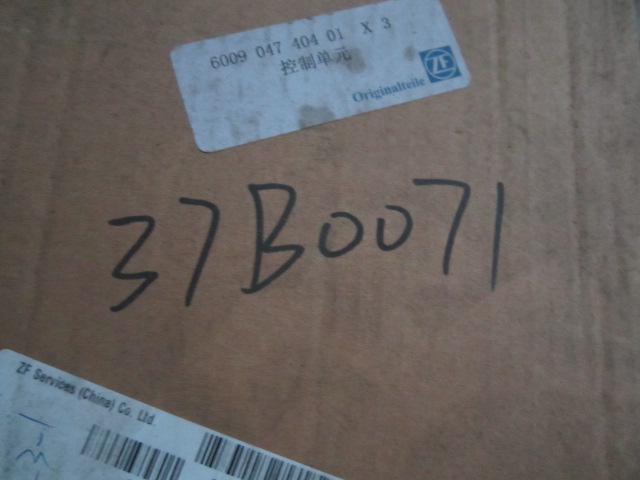 6009 047 404 01 X 3
控制单元
ZF
Originalteile
37B0071
ZF Services (China) Co. Ltd.